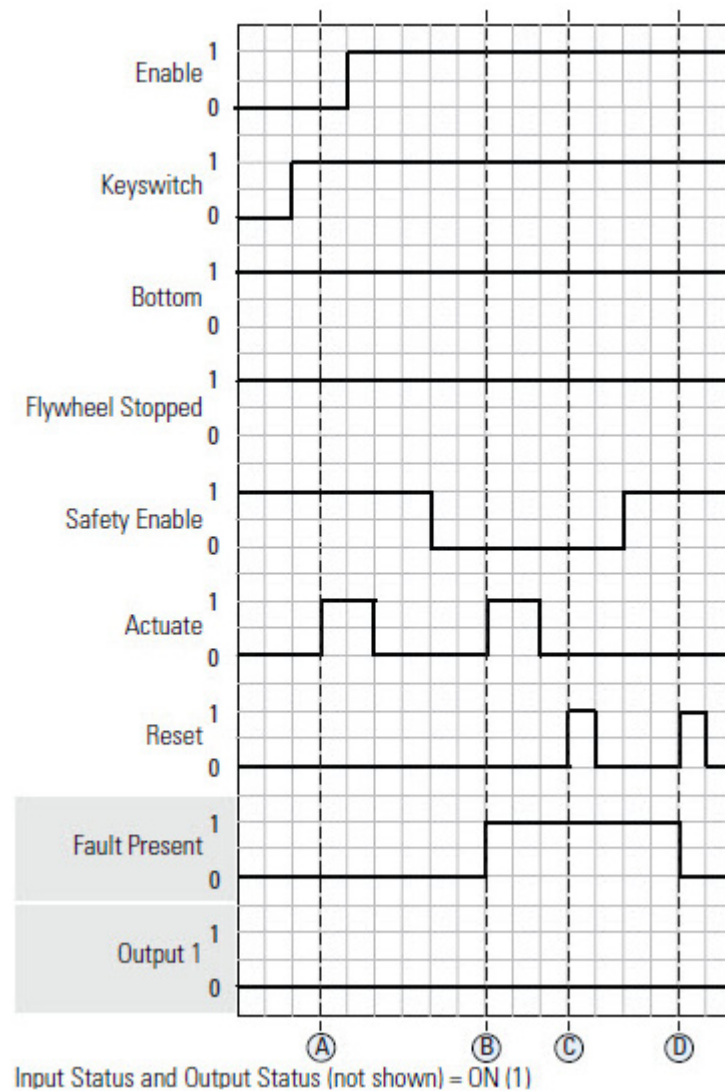 Enable
1
0
Keyswitch
1
0
Bottom
1
0
Flywheel Stopped
1
0
Safety Enable
1
0
Actuate
1
0
Reset
1
0
Fault Present
1
0
Output 1
1
0
A B C D
Input Status and Output Status (not shown) = ON (1)